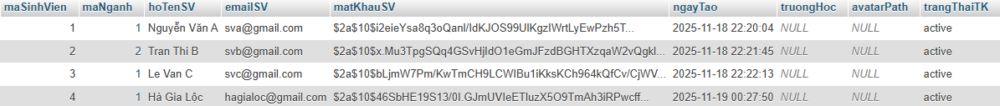 maSinhVien maNganh hoTenSV emailSV matKhauSV ngayTao truongHoc avatarPath trangThaiTK
1 1 Nguyễn Văn A sva@gmail.com $2a$10$i2eieYsa8q3oQanl/IdKJOS99UlKgzIWrtLyEwPzh5T... 2025-11-18 22:20:04 NULL NULL active
2 2 Tran Thi B svb@gmail.com $2a$10$x.Mu3TpgSQq4GSvHjIdO1eGmJFzdBGHTXzqaW2vQgkl... 2025-11-18 22:21:45 NULL NULL active
3 1 Le Van C svc@gmail.com $2a$10$bLjmW7Pm/KwTmCH9LCWIBu1iKksKCh964kQfCv/CjWV... 2025-11-18 22:22:13 NULL NULL active
4 1 Hà Gia Lốc hagialoc@gmail.com $2a$10$46SbHE19S13/0I.GJmUVIeETluzX5O9TmAh3iRPwcff... 2025-11-19 00:27:50 NULL NULL active